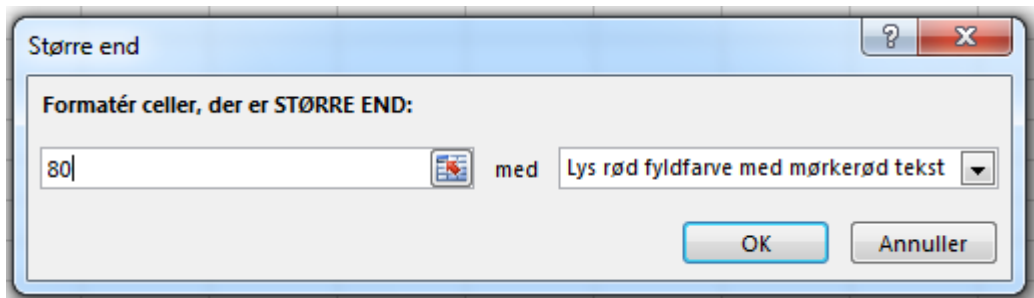 Større end
Formatér celler, der er STØRRE END:
80 med Lys rød fyldfarve med mørkerød tekst
OK Annuller